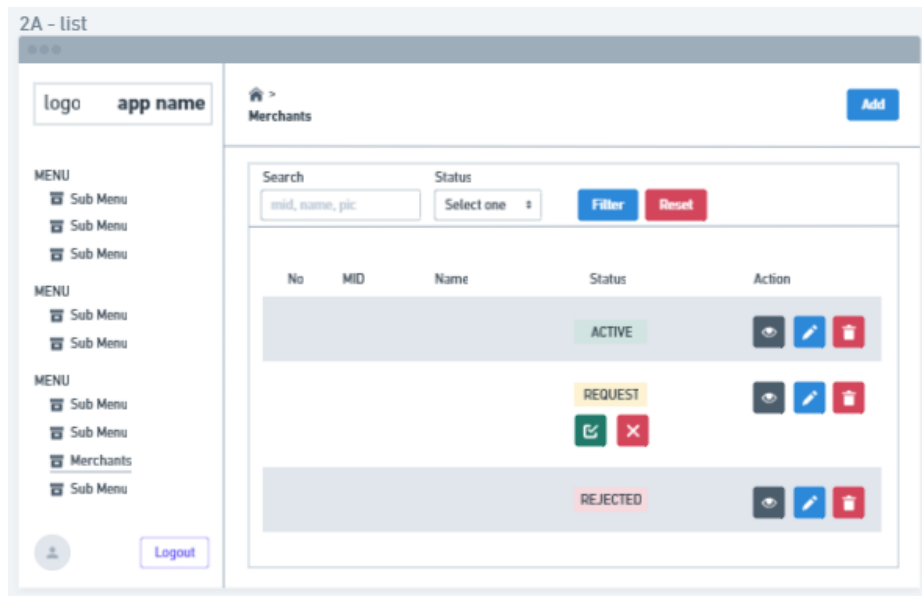 2A - list
logo app name
MENU
Sub Menu
Sub Menu
Sub Menu
MENU
Sub Menu
Sub Menu
MENU
Sub Menu
Sub Menu
Merchants
Sub Menu
Logout
>
Merchants
Add
Search
mid, name, pic
Status
Select one
Filter
Reset
No MID Name Status Action
ACTIVE
REQUEST
REJECTED